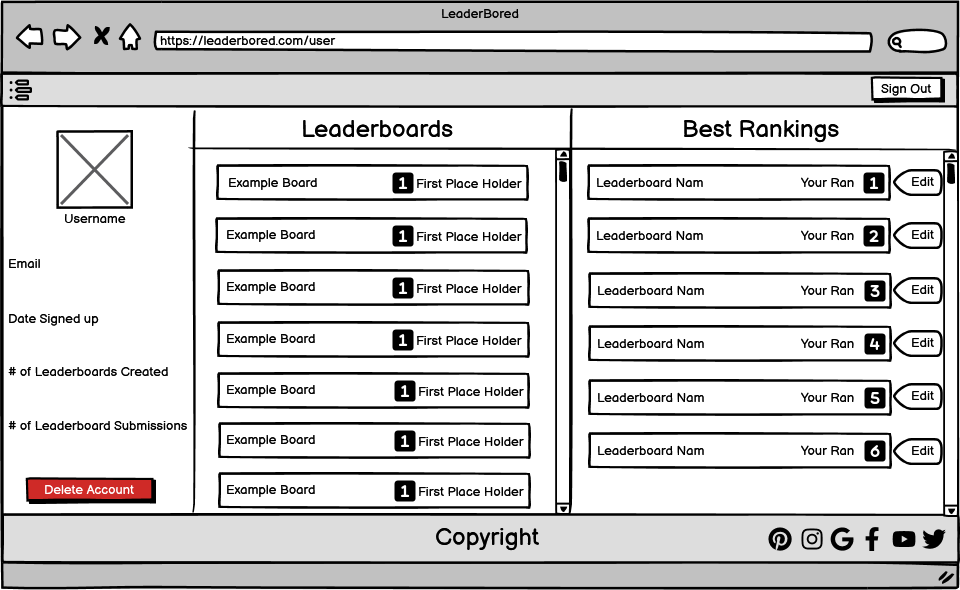 LeaderBored
https://leaderbored.com/user
Sign Out
Username
Email
Date Signed up
# of Leaderboards Created
# of Leaderboard Submissions
Delete Account
Leaderboards
Example Board 1 First Place Holder
Example Board 1 First Place Holder
Example Board 1 First Place Holder
Example Board 1 First Place Holder
Example Board 1 First Place Holder
Example Board 1 First Place Holder
Example Board 1 First Place Holder
Best Rankings
Leaderboard Nam Your Ran 1 Edit
Leaderboard Nam Your Ran 2 Edit
Leaderboard Nam Your Ran 3 Edit
Leaderboard Nam Your Ran 4 Edit
Leaderboard Nam Your Ran 5 Edit
Leaderboard Nam Your Ran 6 Edit
Copyright